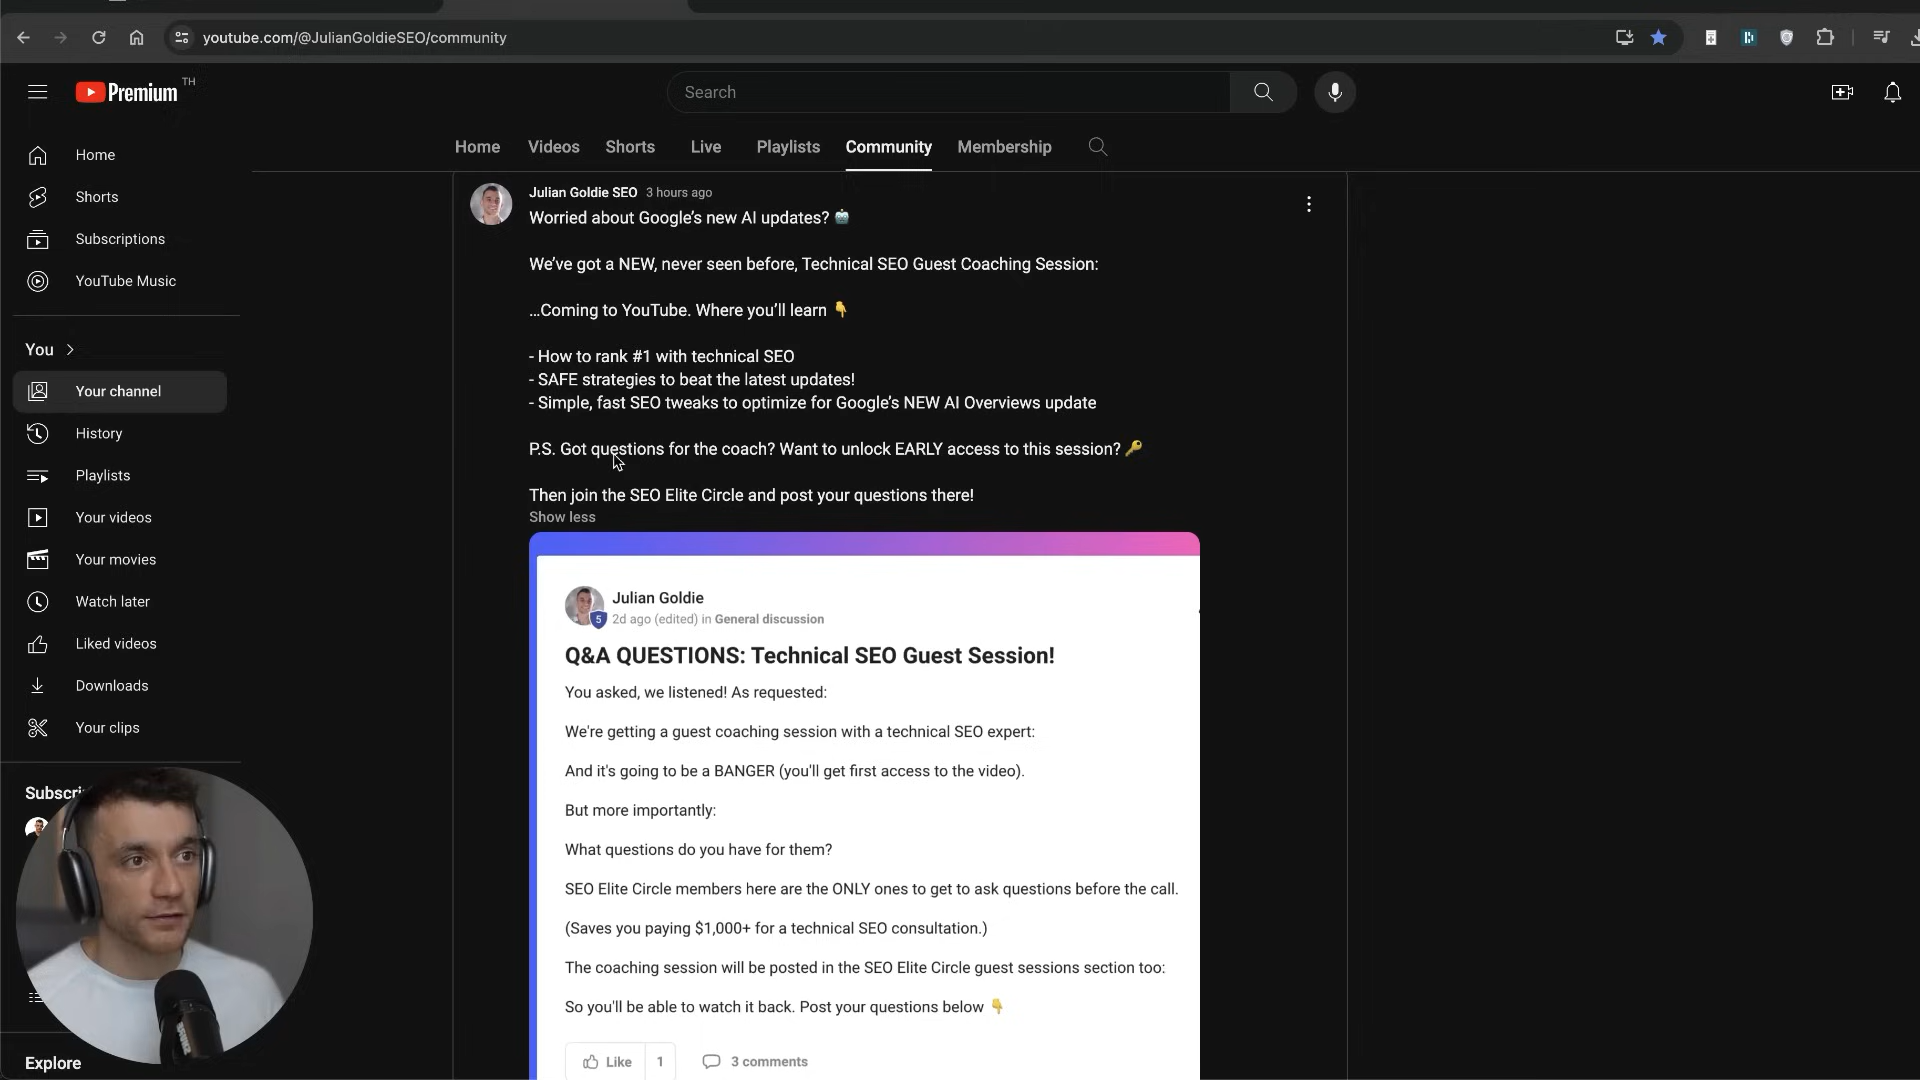 youtube.com/@JulianGoldieSEO/community
Premium TH
Search
Home
Shorts
Subscriptions
YouTube Music
You
Your channel
History
Playlists
Your videos
Your movies
Watch later
Liked videos
Downloads
Your clips
Explore
Home Videos Shorts Live Playlists Community Membership
Julian Goldie SEO 3 hours ago
Worried about Google’s new AI updates? 🤖
We’ve got a NEW, never seen before, Technical SEO Guest Coaching Session:
…Coming to YouTube. Where you’ll learn 👇
- How to rank #1 with technical SEO
- SAFE strategies to beat the latest updates!
- Simple, fast SEO tweaks to optimize for Google’s NEW AI Overviews update
P.S. Got questions for the coach? Want to unlock EARLY access to this session? 🔑
Then join the SEO Elite Circle and post your questions there!
Show less
Julian Goldie
5
2d ago (edited) in General discussion
Q&A QUESTIONS: Technical SEO Guest Session!
You asked, we listened! As requested:
We're getting a guest coaching session with a technical SEO expert:
And it's going to be a BANGER (you'll get first access to the video).
But more importantly:
What questions do you have for them?
SEO Elite Circle members here are the ONLY ones to get to ask questions before the call.
(Saves you paying $1,000+ for a technical SEO consultation.)
The coaching session will be posted in the SEO Elite Circle guest sessions section too:
So you'll be able to watch it back. Post your questions below 👇
Like 1 3 comments